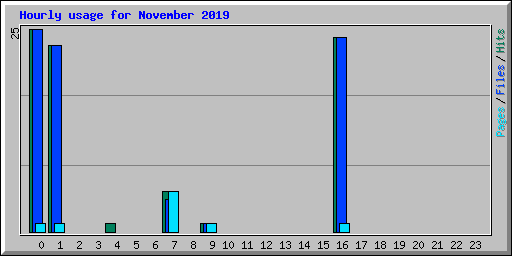 Hourly usage for November 2019
25
Pages/Files/Hits
0 1 2 3 4 5 6 7 8 9 10 11 12 13 14 15 16 17 18 19 20 21 22 23